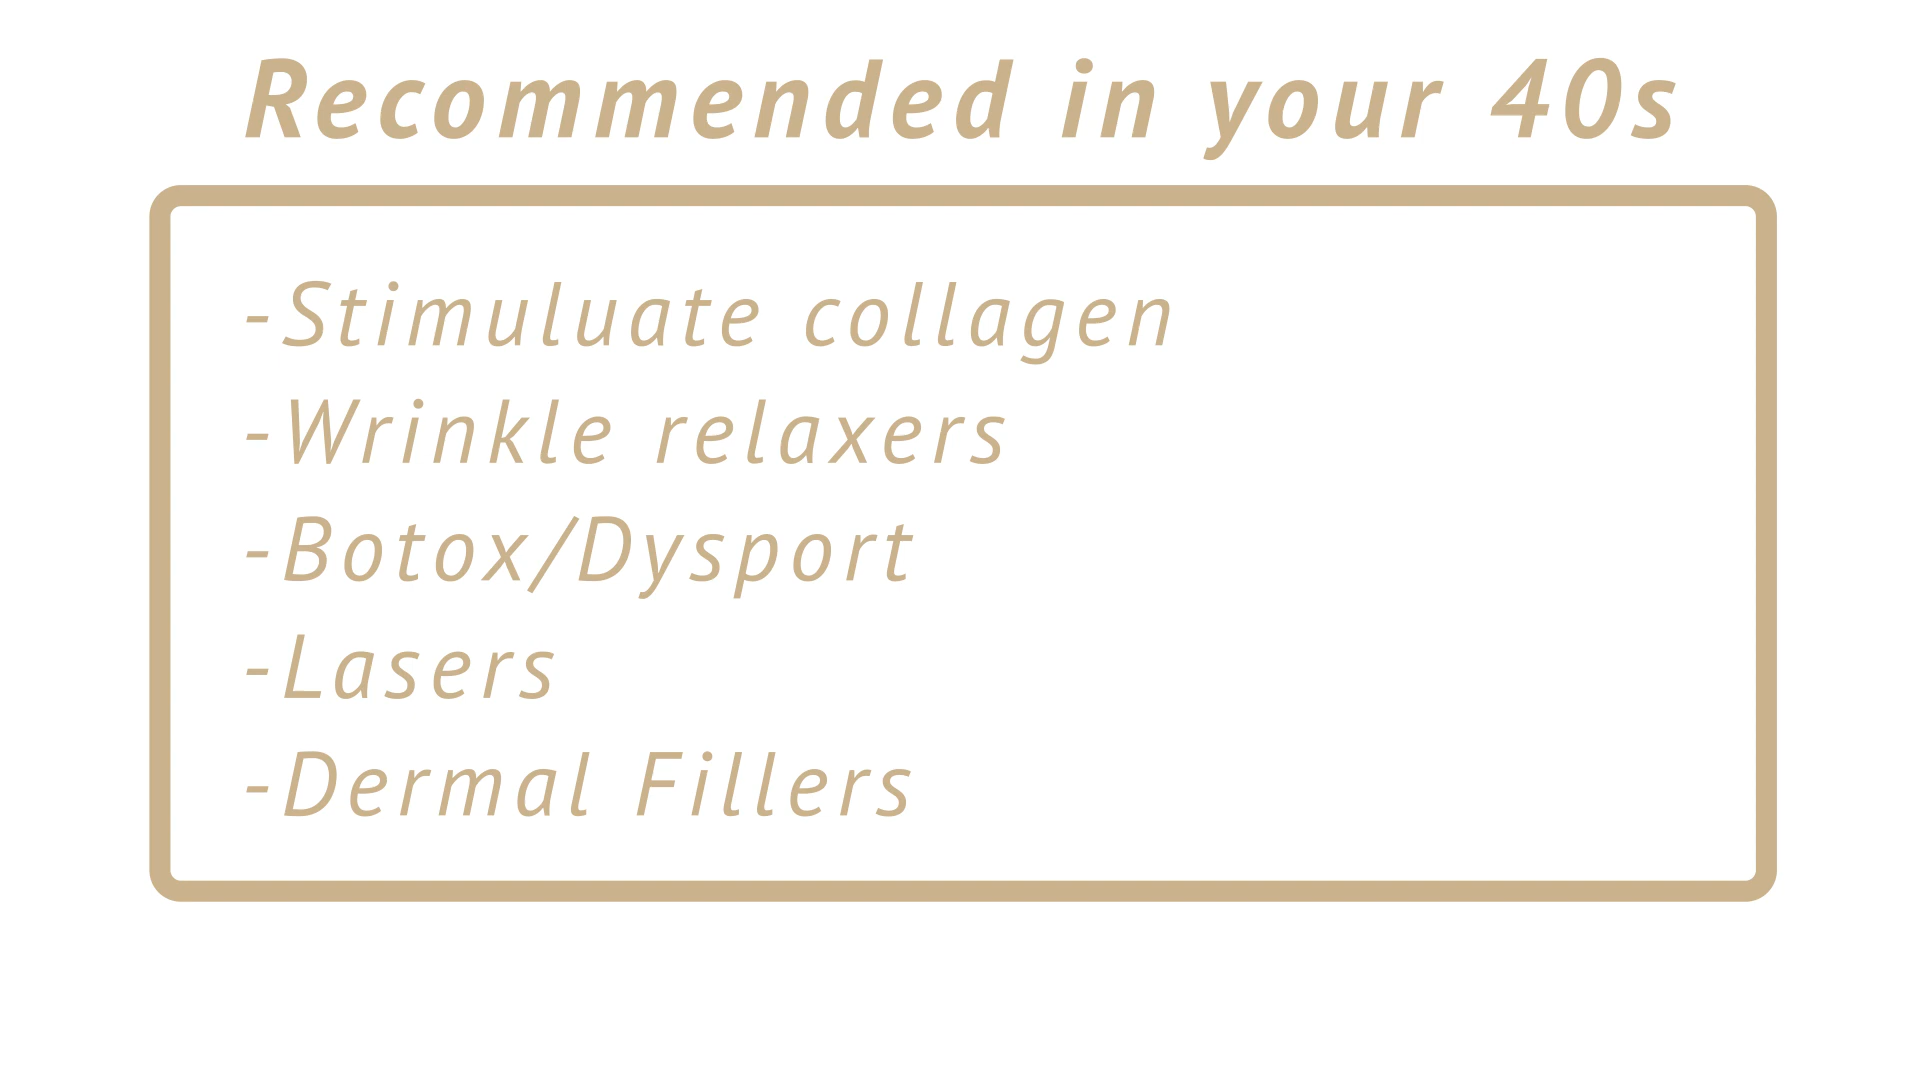 Recommended in your 40s
-Stimuluate collagen
-Wrinkle relaxers
-Botox/Dysport
-Lasers
-Dermal Fillers